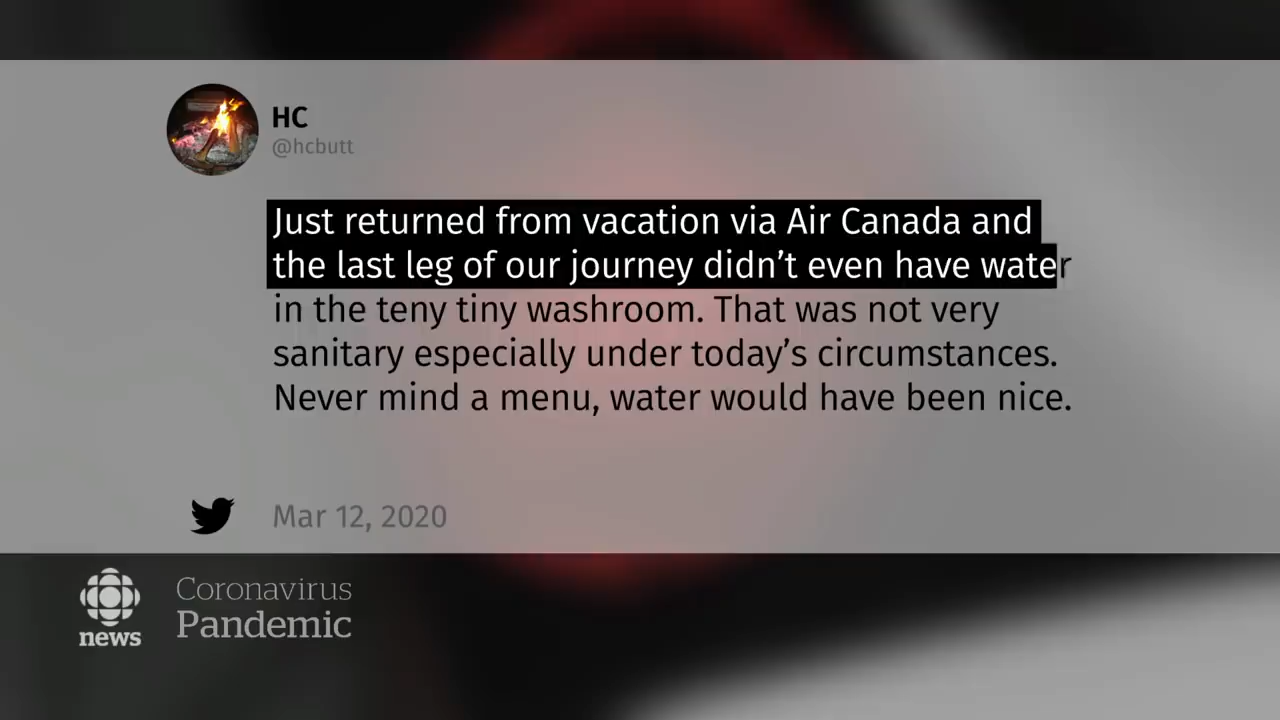 HC
@hcbutt
Just returned from vacation via Air Canada and
the last leg of our journey didn’t even have water
in the teny tiny washroom. That was not very
sanitary especially under today’s circumstances.
Never mind a menu, water would have been nice.
Mar 12, 2020
Coronavirus
Pandemic
news